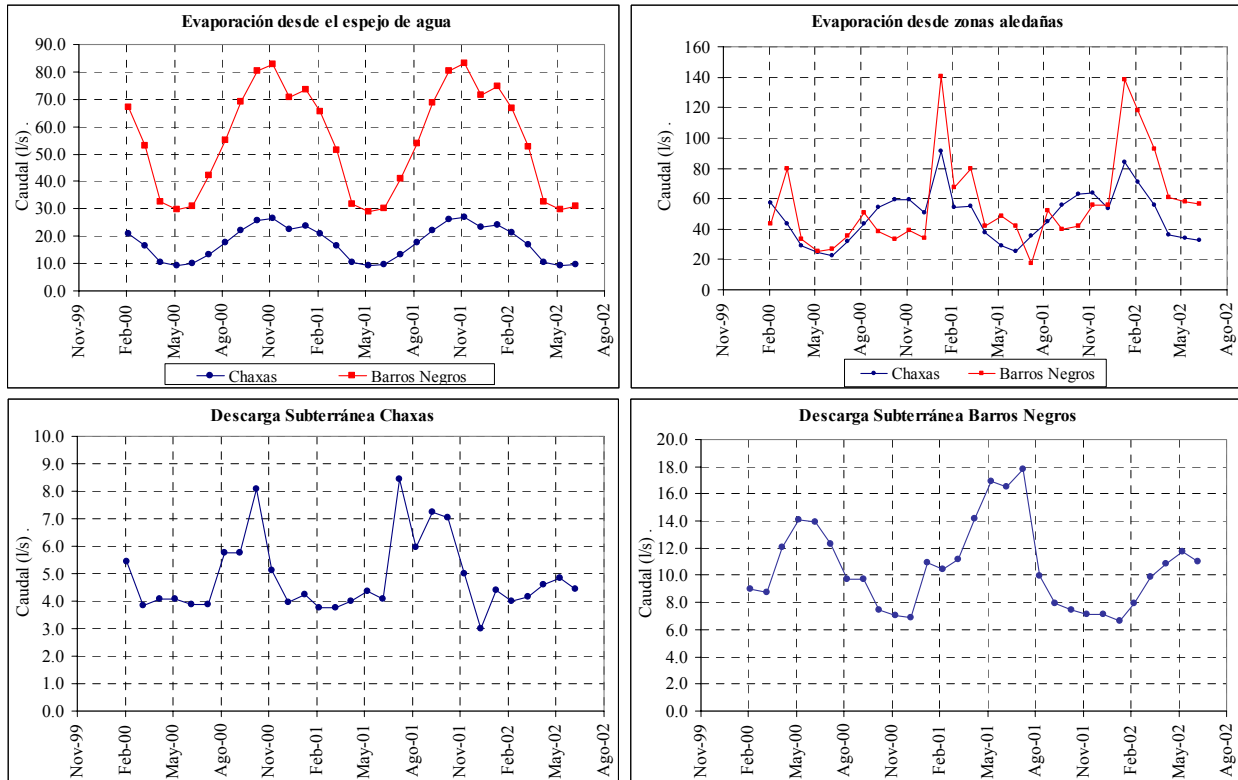 Evaporación desde el espejo de agua
90.0
80.0
70.0
60.0
50.0
40.0
30.0
20.0
10.0
0.0
Caudal (l/s) .
Nov-99
Feb-00
May-00
Ago-00
Nov-00
Feb-01
May-01
Ago-01
Nov-01
Feb-02
May-02
Ago-02
Chaxas
Barros Negros
Evaporación desde zonas aledañas
160
140
120
100
80
60
40
20
0
Caudal (l/s) .
Nov-99
Feb-00
May-00
Ago-00
Nov-00
Feb-01
May-01
Ago-01
Nov-01
Feb-02
May-02
Ago-02
Chaxas
Barros Negros
Descarga Subterránea Chaxas
10.0
9.0
8.0
7.0
6.0
5.0
4.0
3.0
2.0
1.0
0.0
Caudal (l/s) .
Nov-99
Feb-00
May-00
Ago-00
Nov-00
Feb-01
May-01
Ago-01
Nov-01
Feb-02
May-02
Ago-02
Descarga Subterránea Barros Negros
20.0
18.0
16.0
14.0
12.0
10.0
8.0
6.0
4.0
2.0
0.0
Caudal (l/s) .
Nov-99
Feb-00
May-00
Ago-00
Nov-00
Feb-01
May-01
Ago-01
Nov-01
Feb-02
May-02
Ago-02